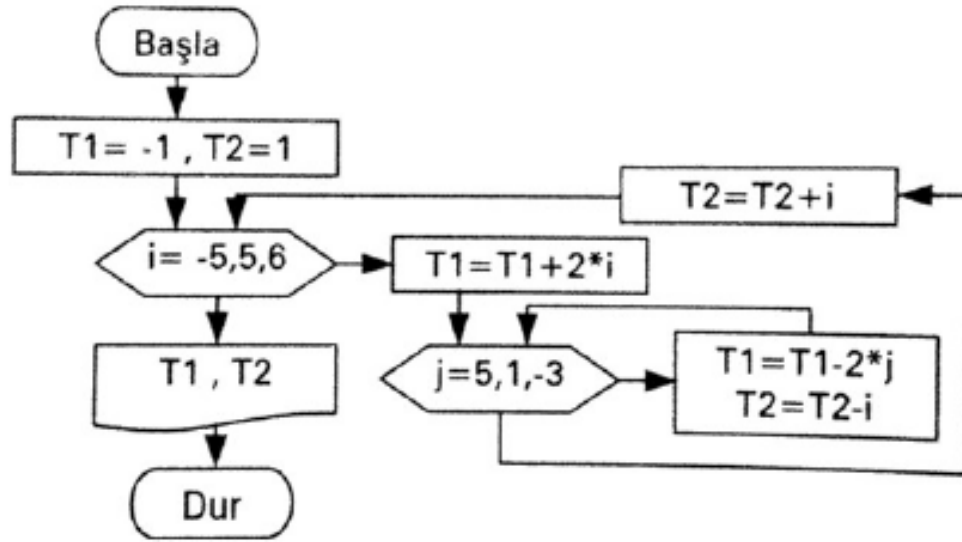 Başla
T1= -1 , T2=1
T2=T2+i
i= -5,5,6
T1=T1+2*i
T1 , T2
j=5,1,-3
T1=T1-2*j
T2=T2-i
Dur